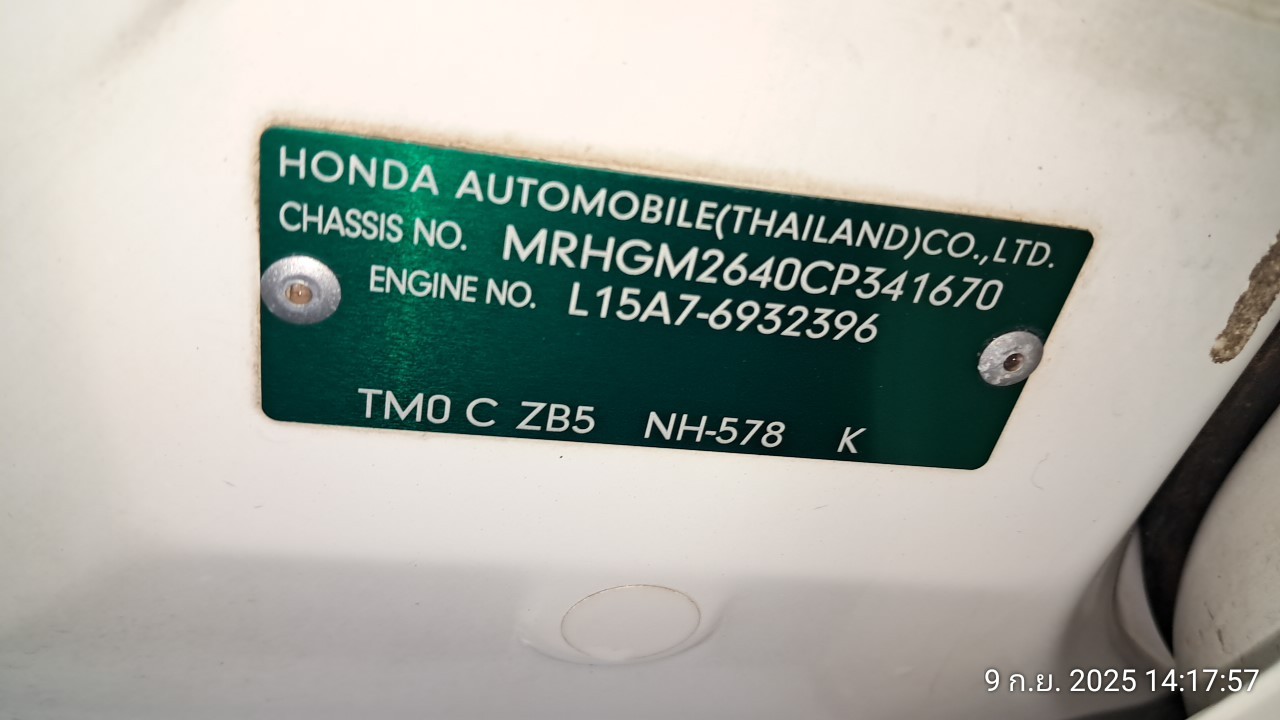 HONDA AUTOMOBILE(THAILAND)CO.,LTD.
CHASSIS NO. MRHGM2640CP341670
ENGINE NO. L15A7-6932396
TM0 C ZB5 NH-578 K
9 ก.ย. 2025 14:17:57